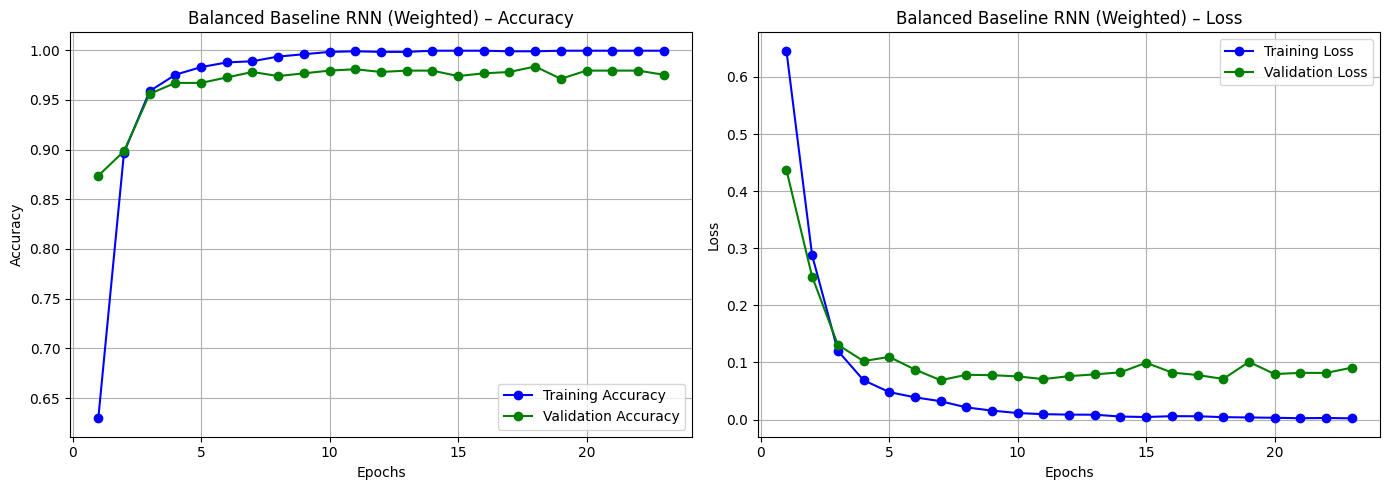 Balanced Baseline RNN (Weighted) – Accuracy
1.00
0.95
0.90
0.85
0.80
0.75
0.70
0.65
Accuracy
0
5
10
15
20
Epochs
Training Accuracy
Validation Accuracy
Balanced Baseline RNN (Weighted) – Loss
0.6
0.5
0.4
0.3
0.2
0.1
0.0
Loss
0
5
10
15
20
Epochs
Training Loss
Validation Loss